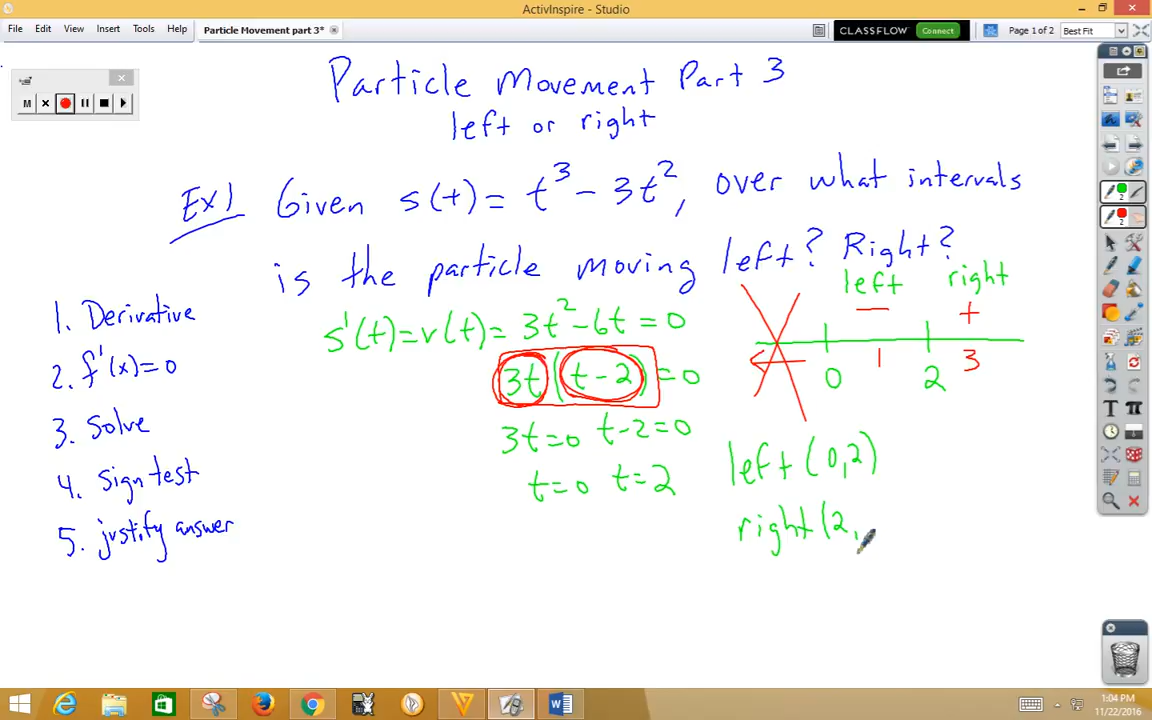 ActivInspire - Studio
File Edit View Insert Tools Help Particle Movement part 3* CLASSFLOW Connect Page 1 of 2 Best Fit
M
Particle Movement Part 3
left or right
EX1 Given s(t) = t³ - 3t², over what intervals
is the particle moving left? Right?
left right
- +
0 1 2 3
s'(t) = v(t) = 3t² - 6t = 0
3t(t-2) = 0
3t=0 t-2=0
t=0 t=2
left (0,2)
right (2,
1. Derivative
2. f'(x)=0
3. Solve
4. Sign test
5. justify answer
1:04 PM
11/22/2016